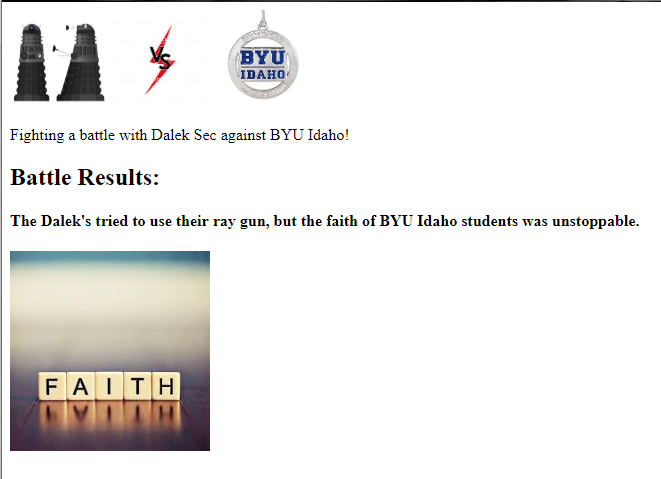 VS
BYU
IDAHO
Fighting a battle with Dalek Sec against BYU Idaho!
Battle Results:
The Dalek's tried to use their ray gun, but the faith of BYU Idaho students was unstoppable.
FAITH